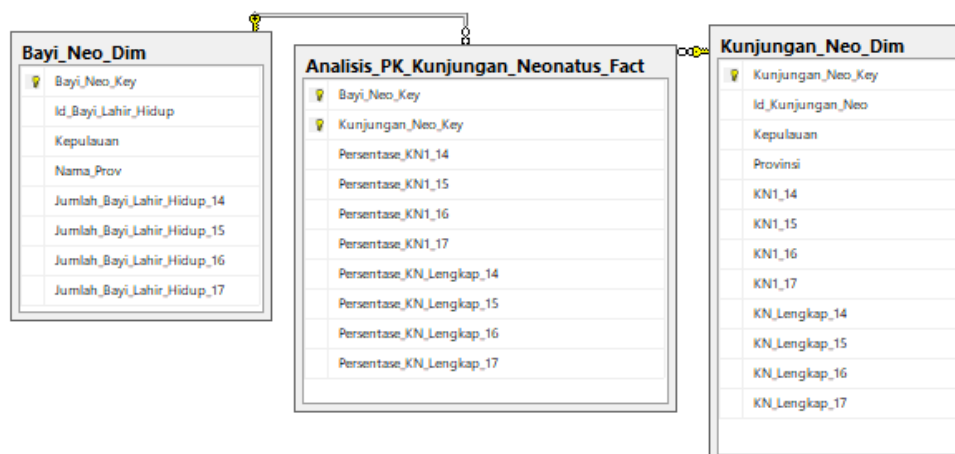 Bayi_Neo_Dim
Bayi_Neo_Key
Id_Bayi_Lahir_Hidup
Kepulauan
Nama_Prov
Jumlah_Bayi_Lahir_Hidup_14
Jumlah_Bayi_Lahir_Hidup_15
Jumlah_Bayi_Lahir_Hidup_16
Jumlah_Bayi_Lahir_Hidup_17
Analisis_PK_Kunjungan_Neonatus_Fact
Bayi_Neo_Key
Kunjungan_Neo_Key
Persentase_KN1_14
Persentase_KN1_15
Persentase_KN1_16
Persentase_KN1_17
Persentase_KN_Lengkap_14
Persentase_KN_Lengkap_15
Persentase_KN_Lengkap_16
Persentase_KN_Lengkap_17
Kunjungan_Neo_Dim
Kunjungan_Neo_Key
Id_Kunjungan_Neo
Kepulauan
Provinsi
KN1_14
KN1_15
KN1_16
KN1_17
KN_Lengkap_14
KN_Lengkap_15
KN_Lengkap_16
KN_Lengkap_17